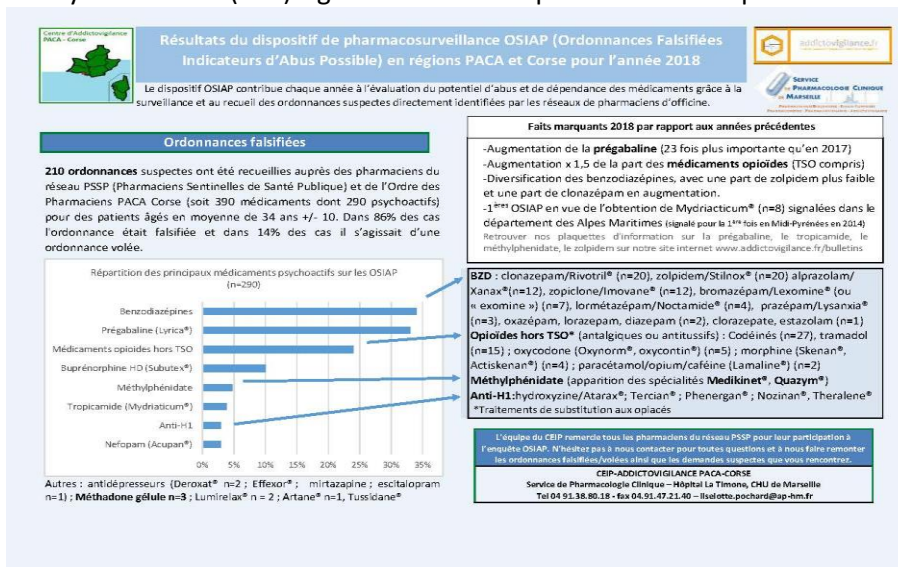 Centre d'Addictovigilance
PACA - Corse
Résultats du dispositif de pharmacosurveillance OSIAP (Ordonnances Falsifiées
Indicateurs d'Abus Possible) en régions PACA et Corse pour l'année 2018
addictovigilance.fr
Le dispositif OSIAP contribue chaque année à l'évaluation du potentiel d'abus et de dépendance des médicaments grâce à la
surveillance et au recueil des ordonnances suspectes directement identifiées par les réseaux de pharmaciens d'officine.
SERVICE
DE PHARMACOLOGIE CLINIQUE
DE MARSEILLE
Ordonnances falsifiées
210 ordonnances suspectes ont été recueillies auprès des pharmaciens du
réseau PSSP (Pharmaciens Sentinelles de Santé Publique) et de l'Ordre des
Pharmaciens PACA Corse (soit 390 médicaments dont 290 psychoactifs)
pour des patients âgés en moyenne de 34 ans +/- 10. Dans 86% des cas
l'ordonnance était falsifiée et dans 14% des cas il s'agissait d'une
ordonnance volée.
Répartition des principaux médicaments psychoactifs sur les OSIAP
(n=290)
Benzodiazépines
Prégabaline (Lyrica®)
Médicaments opioides hors TSO
Buprénorphine HD (Subutex®)
Méthylphénidate
Tropicamide (Mydriaticum®)
Anti-H1
Nefopam (Acupan®)
0% 5% 10% 15% 20% 25% 30% 35%
Autres : antidépresseurs (Deroxat® n=2 ; Effexor® ; mirtazapine ; escitalopram
n=1) ; Méthadone gélule n=3 ; Lumirelax® n = 2 ; Artane® n=1, Tussidane®
Faits marquants 2018 par rapport aux années précédentes
-Augmentation de la prégabaline (23 fois plus importante qu'en 2017)
-Augmentation x 1,5 de la part des médicaments opioïdes (TSO compris)
-Diversification des benzodiazépines, avec une part de zolpidem plus faible
et une part de clonazépam en augmentation.
-1ères OSIAP en vue de l'obtention de Mydriacticum® (n=8) signalées dans le
département des Alpes Maritimes (signalé pour la 1ère fois en Midi-Pyrénées en 2014)
Retrouver nos plaquettes d'information sur la prégabaline, le tropicamide, le
méthylphenidate, le zolpidem sur notre site internet www.addictovigilance.fr/bulletins
BZD : clonazepam/Rivotril® (n=20), zolpidem/Stilnox® (n=20) alprazolam/
Xanax®(n=12), zopiclone/Imovane® (n=12), bromazépam/Lexomine® (ou
« examine ») (n=7), lormétazépam/Noctamide® (n=4), prazépam/Lysanxia®
(n=3), oxazépam, lorazepam, diazepam (n=2), clorazepate, estazolam (n=1)
Opioïdes hors TSO* (antalgiques ou antitussifs) : Codéinés (n=27), tramadol
(n=15) ; oxycodone (Oxynorm®, oxycontin®) (n=5) ; morphine (Skenan®,
Actiskenan®) (n=4) ; paracétamol/opium/caféine (Lamaline®) (n=2)
Méthylphénidate (apparition des spécialités Medikinet®, Quazym®)
Anti-H1:hydroxyzine/Atarax®; Tercian® ; Phenergan® ; Nozinan®, Theralene®
*Traitements de substitution aux opiacés
L'équipe du CEIP remercie tous les pharmaciens du réseau PSSP pour leur participation à
l'enquête OSIAP. N'hésitez pas à nous contacter pour toutes questions et à nous faire remonter
les ordonnances falsifiées/volées ainsi que les demandes suspectes que vous rencontrez.
CEIP-ADDICTOVIGILANCE PACA-CORSE
Service de Pharmacologie Clinique – Hôpital La Timone, CHU de Marseille
Tel 04 91.38.80.18 - fax 04.91.47.21.40 – liselotte.pochard@ap-hm.fr